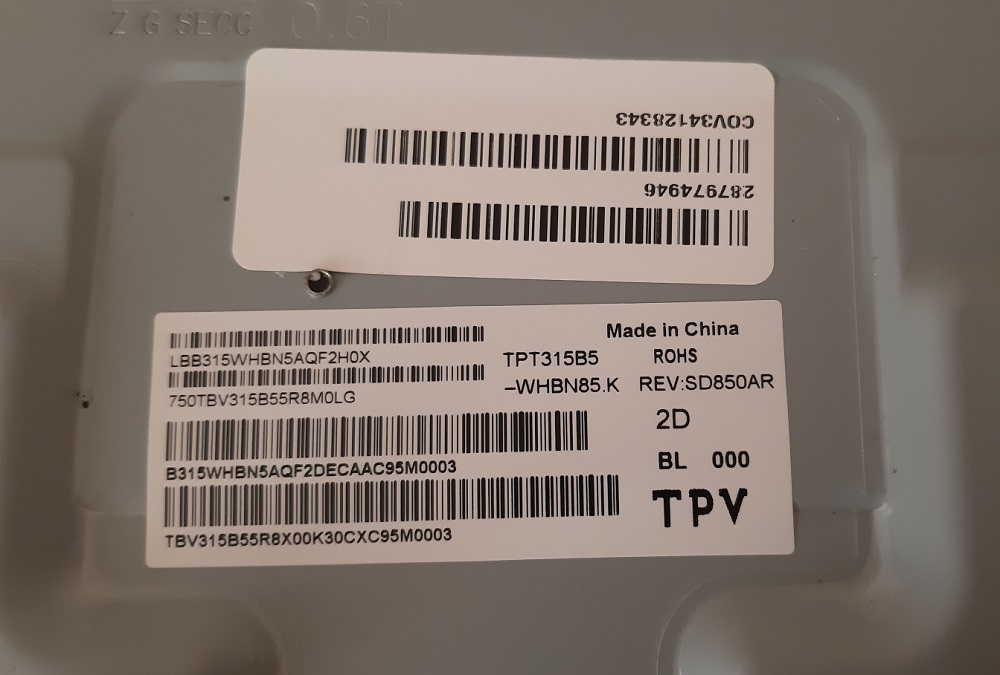 Z G SECC 0.6T
COV34128343
287974946
Made in China
LBB315WHBN5AQF2H0X
TPT315B5
ROHS
750TBV315B55R8M0LG
–WHBN85.K
REV:SD850AR
2D
B315WHBN5AQF2DECAAC95M0003
BL 000
TBV315B55R8X00K30CXC95M0003
TPV